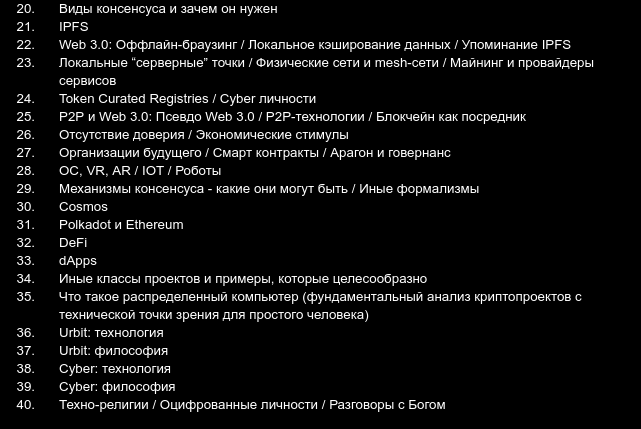 20. Виды консенсуса и зачем он нужен
21. IPFS
22. Web 3.0: Оффлайн-браузинг / Локальное кэширование данных / Упоминание IPFS
23. Локальные “серверные” точки / Физические сети и mesh-сети / Майнинг и провайдеры
сервисов
24. Token Curated Registries / Cyber личности
25. P2P и Web 3.0: Псевдо Web 3.0 / P2P-технологии / Блокчейн как посредник
26. Отсутствие доверия / Экономические стимулы
27. Организации будущего / Смарт контракты / Арагон и говернанс
28. ОС, VR, AR / IOT / Роботы
29. Механизмы консенсуса - какие они могут быть / Иные формализмы
30. Cosmos
31. Polkadot и Ethereum
32. DeFi
33. dApps
34. Иные классы проектов и примеры, которые целесообразно
35. Что такое распределенный компьютер (фундаментальный анализ криптопроектов с
технической точки зрения для простого человека)
36. Urbit: технология
37. Urbit: философия
38. Cyber: технология
39. Cyber: философия
40. Техно-религии / Оцифрованные личности / Разговоры с Богом